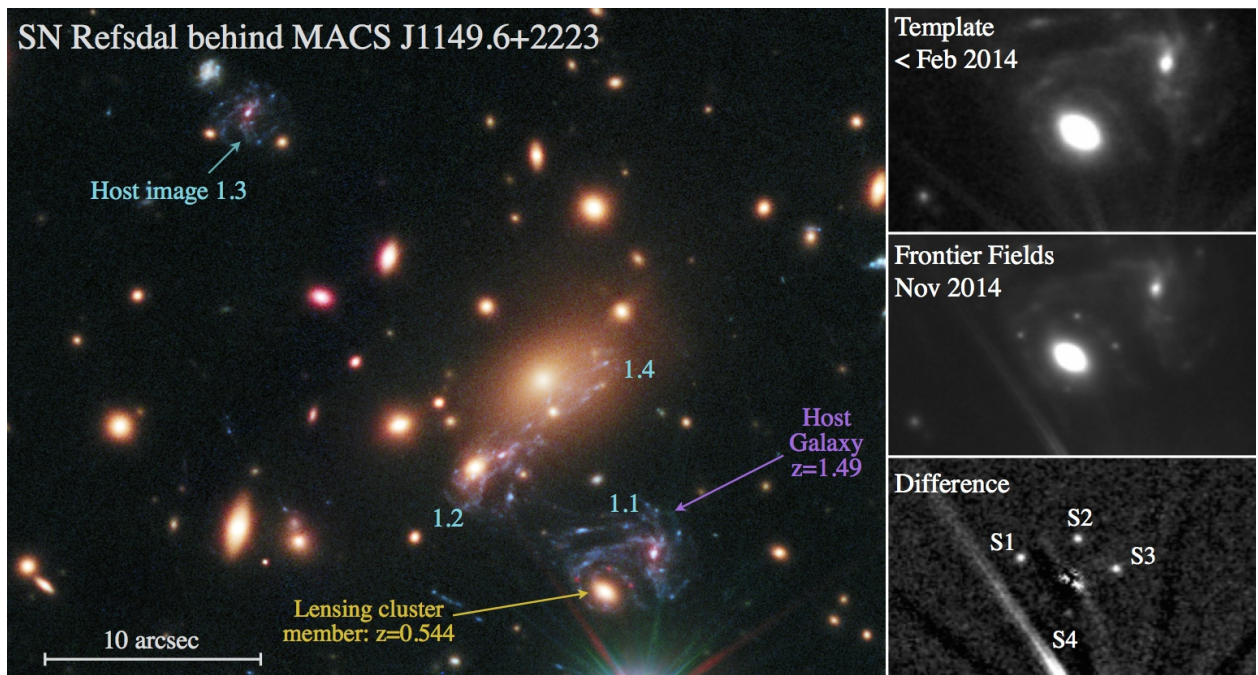 SN Refsdal behind MACS J1149.6+2223
Host image 1.3
1.4
Host
Galaxy
z=1.49
1.2
1.1
Lensing cluster
member: z=0.544
10 arcsec
Template
< Feb 2014
Frontier Fields
Nov 2014
Difference
S1
S2
S3
S4